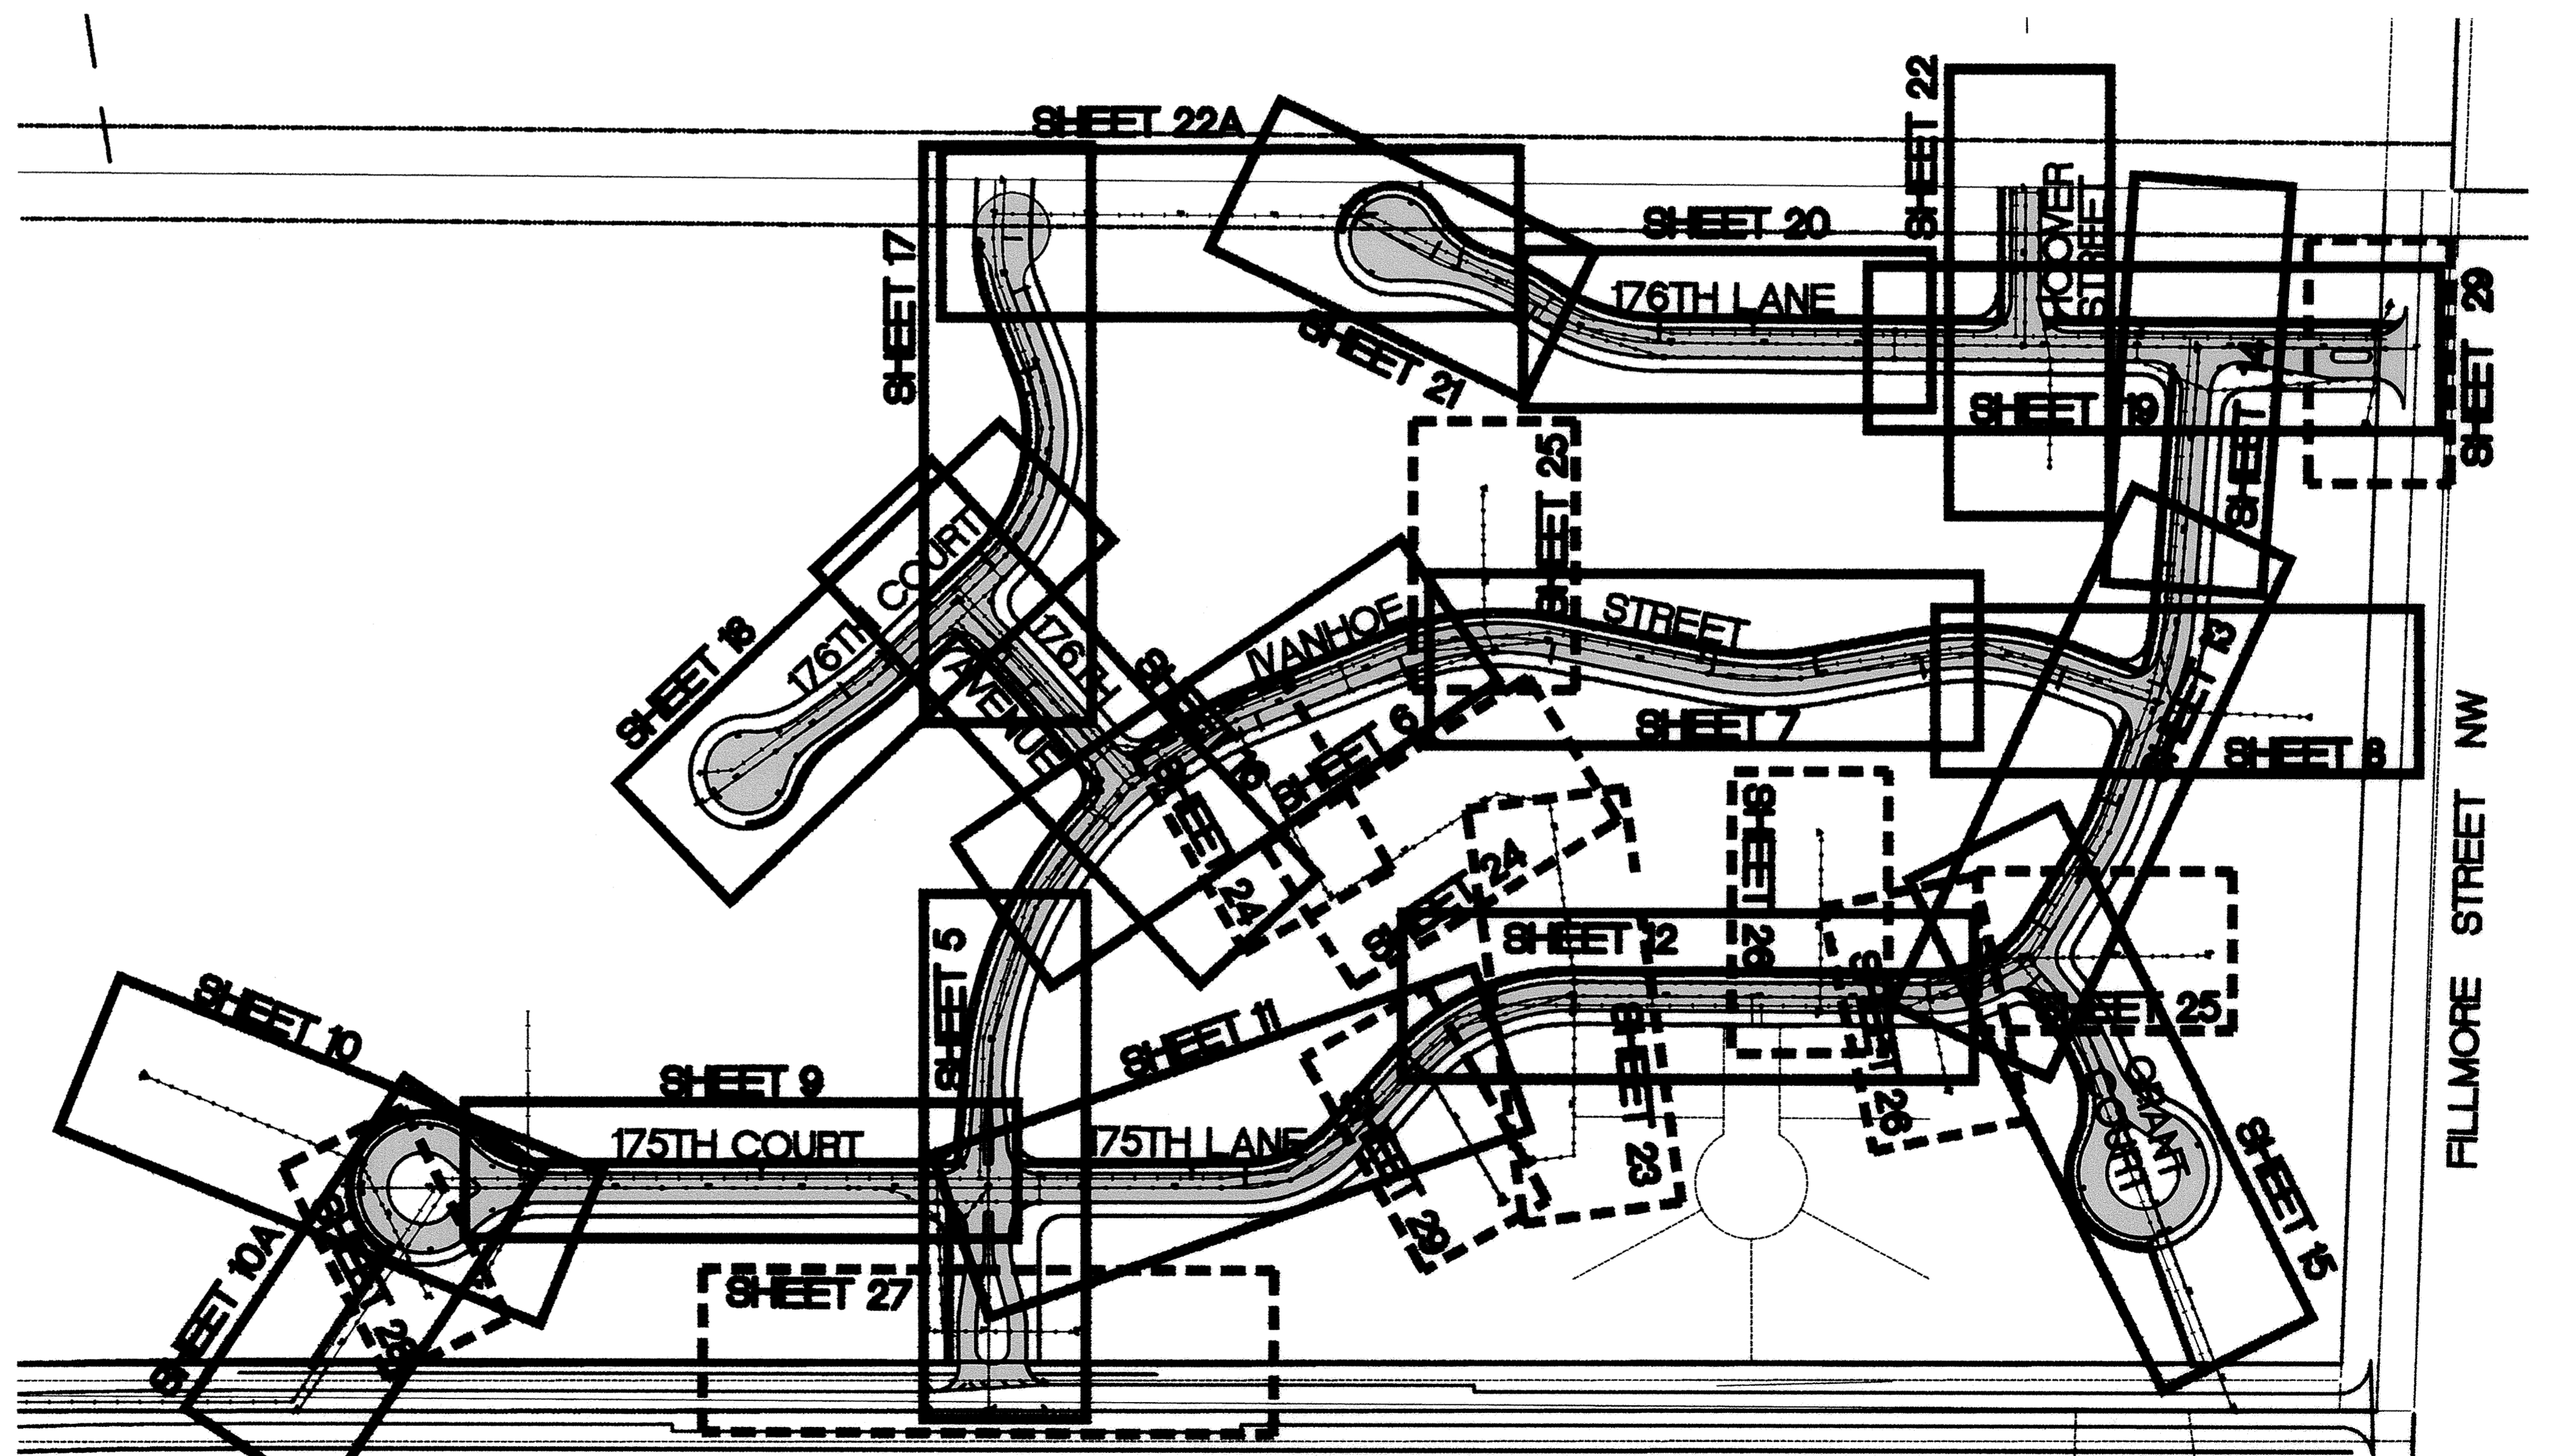 SHEET 22A
SHEET 22
SHEET 20
HOOVER
STREET
SHEET 17
176TH LANE
SHEET 29
SHEET 21
SHEET 14
SHEET 19
SHEET 25
176TH COURT
SHEET 18
176TH
AVENUE
IVANHOE STREET
SHEET 13
SHEET 16
SHEET 6
SHEET 7
SHEET 8
FILLMORE STREET NW
SHEET 24
SHEET 24
SHEET 26
SHEET 5
SHEET 12
SHEET 10
SHEET 11
SHEET 25
SHEET 9
SHEET 23
SHEET 26
GRANT
COURT
175TH COURT
175TH LANE
SHEET 15
SHEET 29
SHEET 10A
SHEET 27